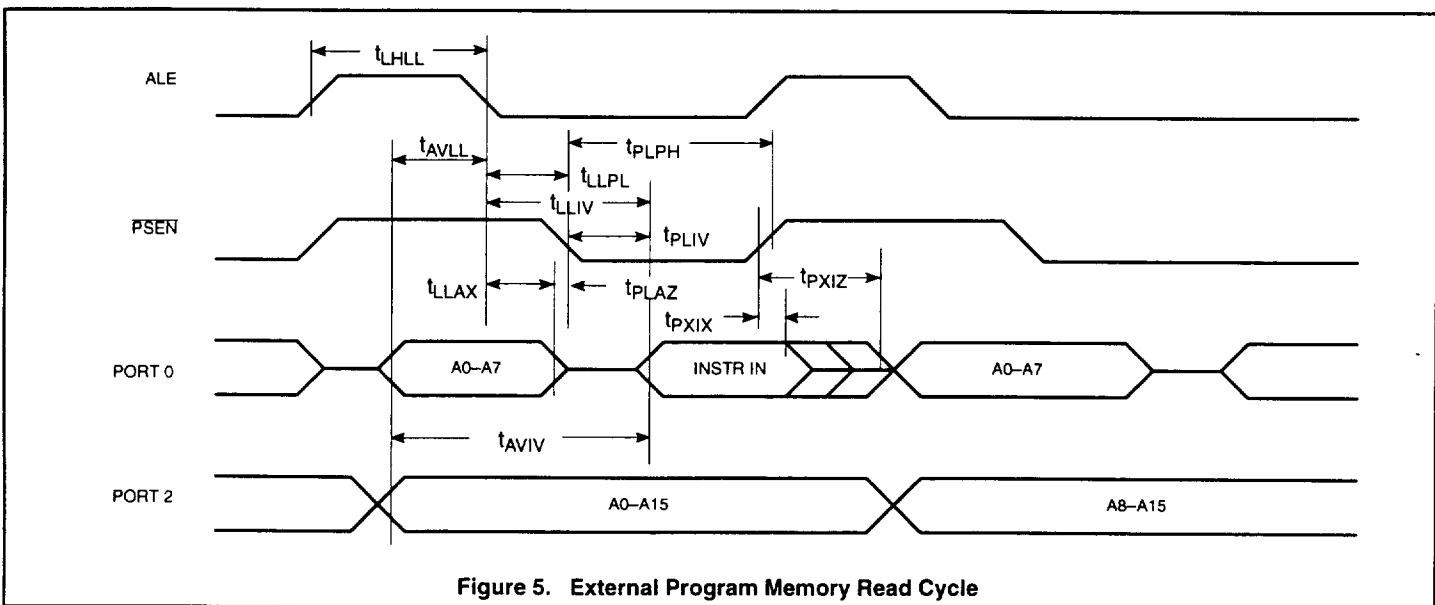 tLHLL
ALE
tAVLL
tPLPH
tLLPL
tLLIV
PSEN
tPLIV
tLLAX
tPLAZ
tPXIZ
tPXIX
PORT 0
A0–A7
INSTR IN
A0–A7
tAVIV
PORT 2
A0–A15
A8–A15
Figure 5. External Program Memory Read Cycle